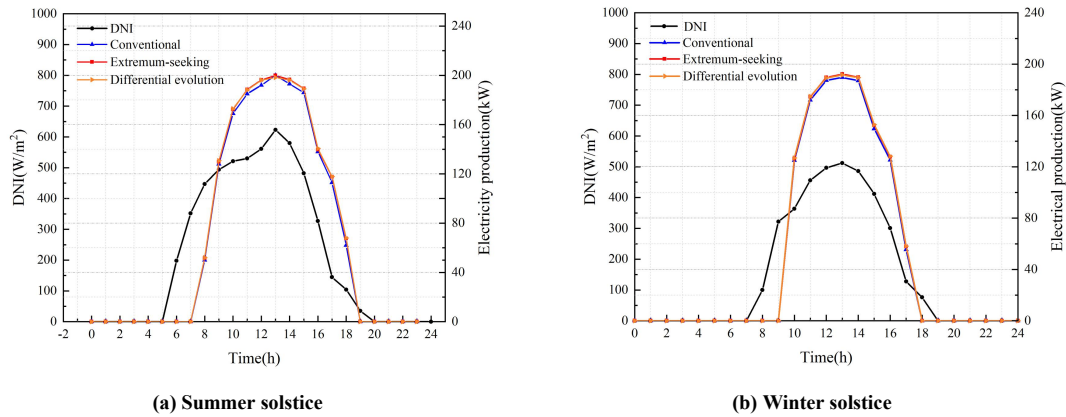 1000
900
800
700
600
500
400
300
200
100
0
DNI(W/m²)
DNI
Conventional
Extremum-seeking
Differential evolution
240
200
160
120
80
40
0
Electricity production(kW)
-2 0 2 4 6 8 10 12 14 16 18 20 22 24
Time(h)
(a) Summer solstice
1000
900
800
700
600
500
400
300
200
100
0
DNI(W/m²)
DNI
Conventional
Extremum-seeking
Differential evolution
240
200
160
120
80
40
0
Electrical production(kW)
0 2 4 6 8 10 12 14 16 18 20 22 24
Time(h)
(b) Winter solstice